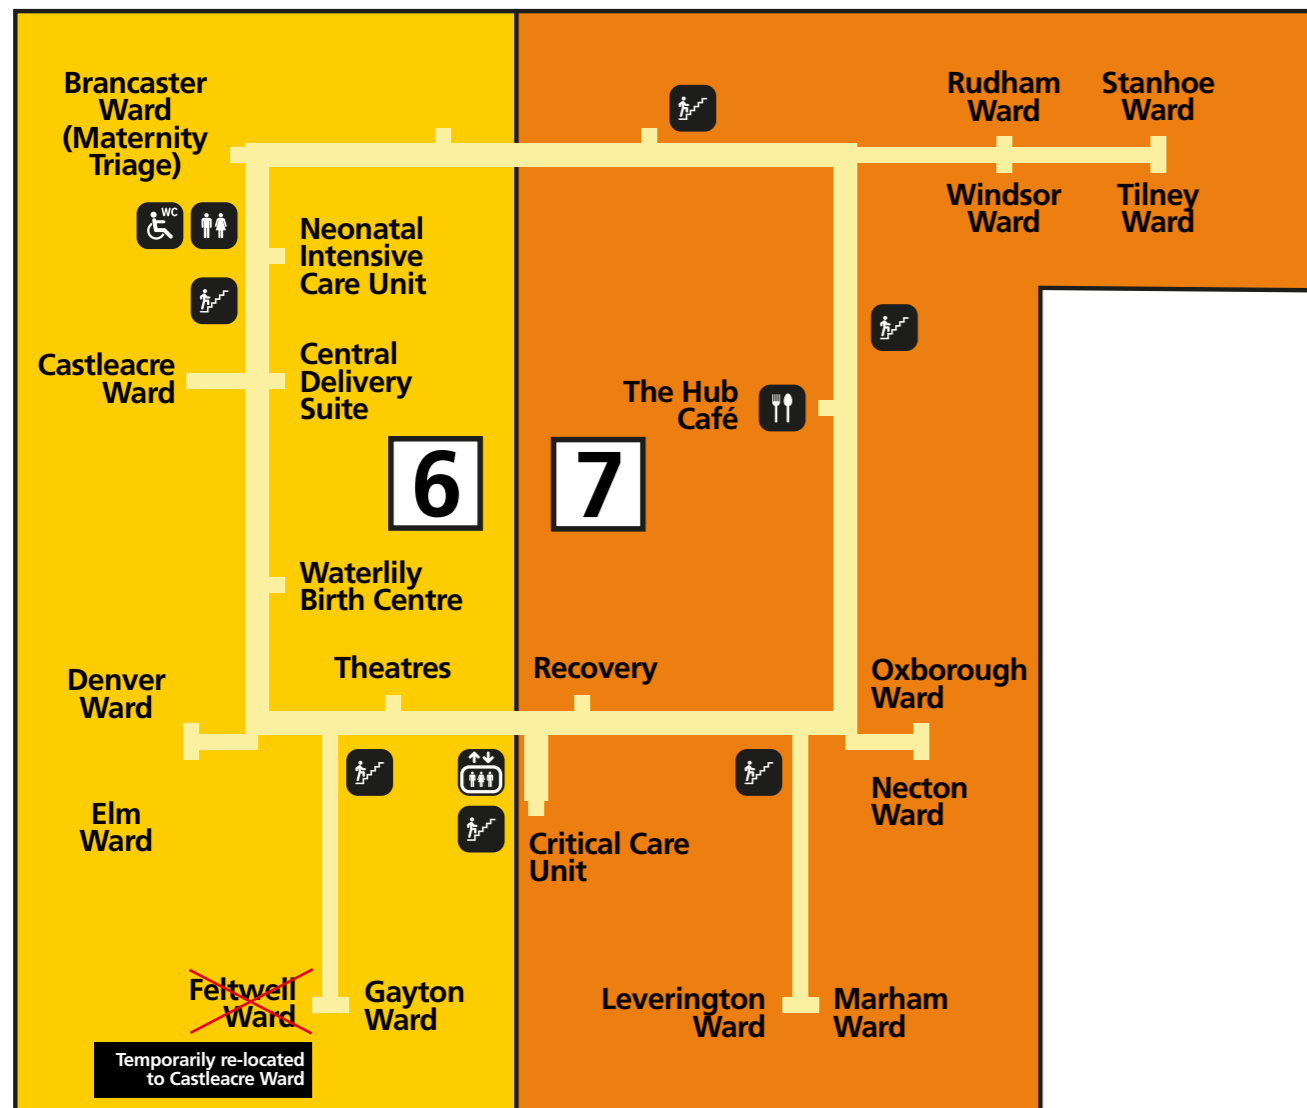 Brancaster
Ward
(Maternity
Triage)
Rudham
Ward
Stanhoe
Ward
Windsor
Ward
Tilney
Ward
WC
Neonatal
Intensive
Care Unit
Castleacre
Ward
Central
Delivery
Suite
The Hub
Café
6
7
Waterlily
Birth Centre
Denver
Ward
Theatres
Recovery
Oxborough
Ward
Elm
Ward
Necton
Ward
Critical Care
Unit
Feltwell
Ward
Gayton
Ward
Leverington
Ward
Marham
Ward
Temporarily re-located
to Castleacre Ward